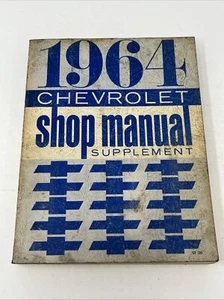 1964
CHEVROLET
shop manual
SUPPLEMENT